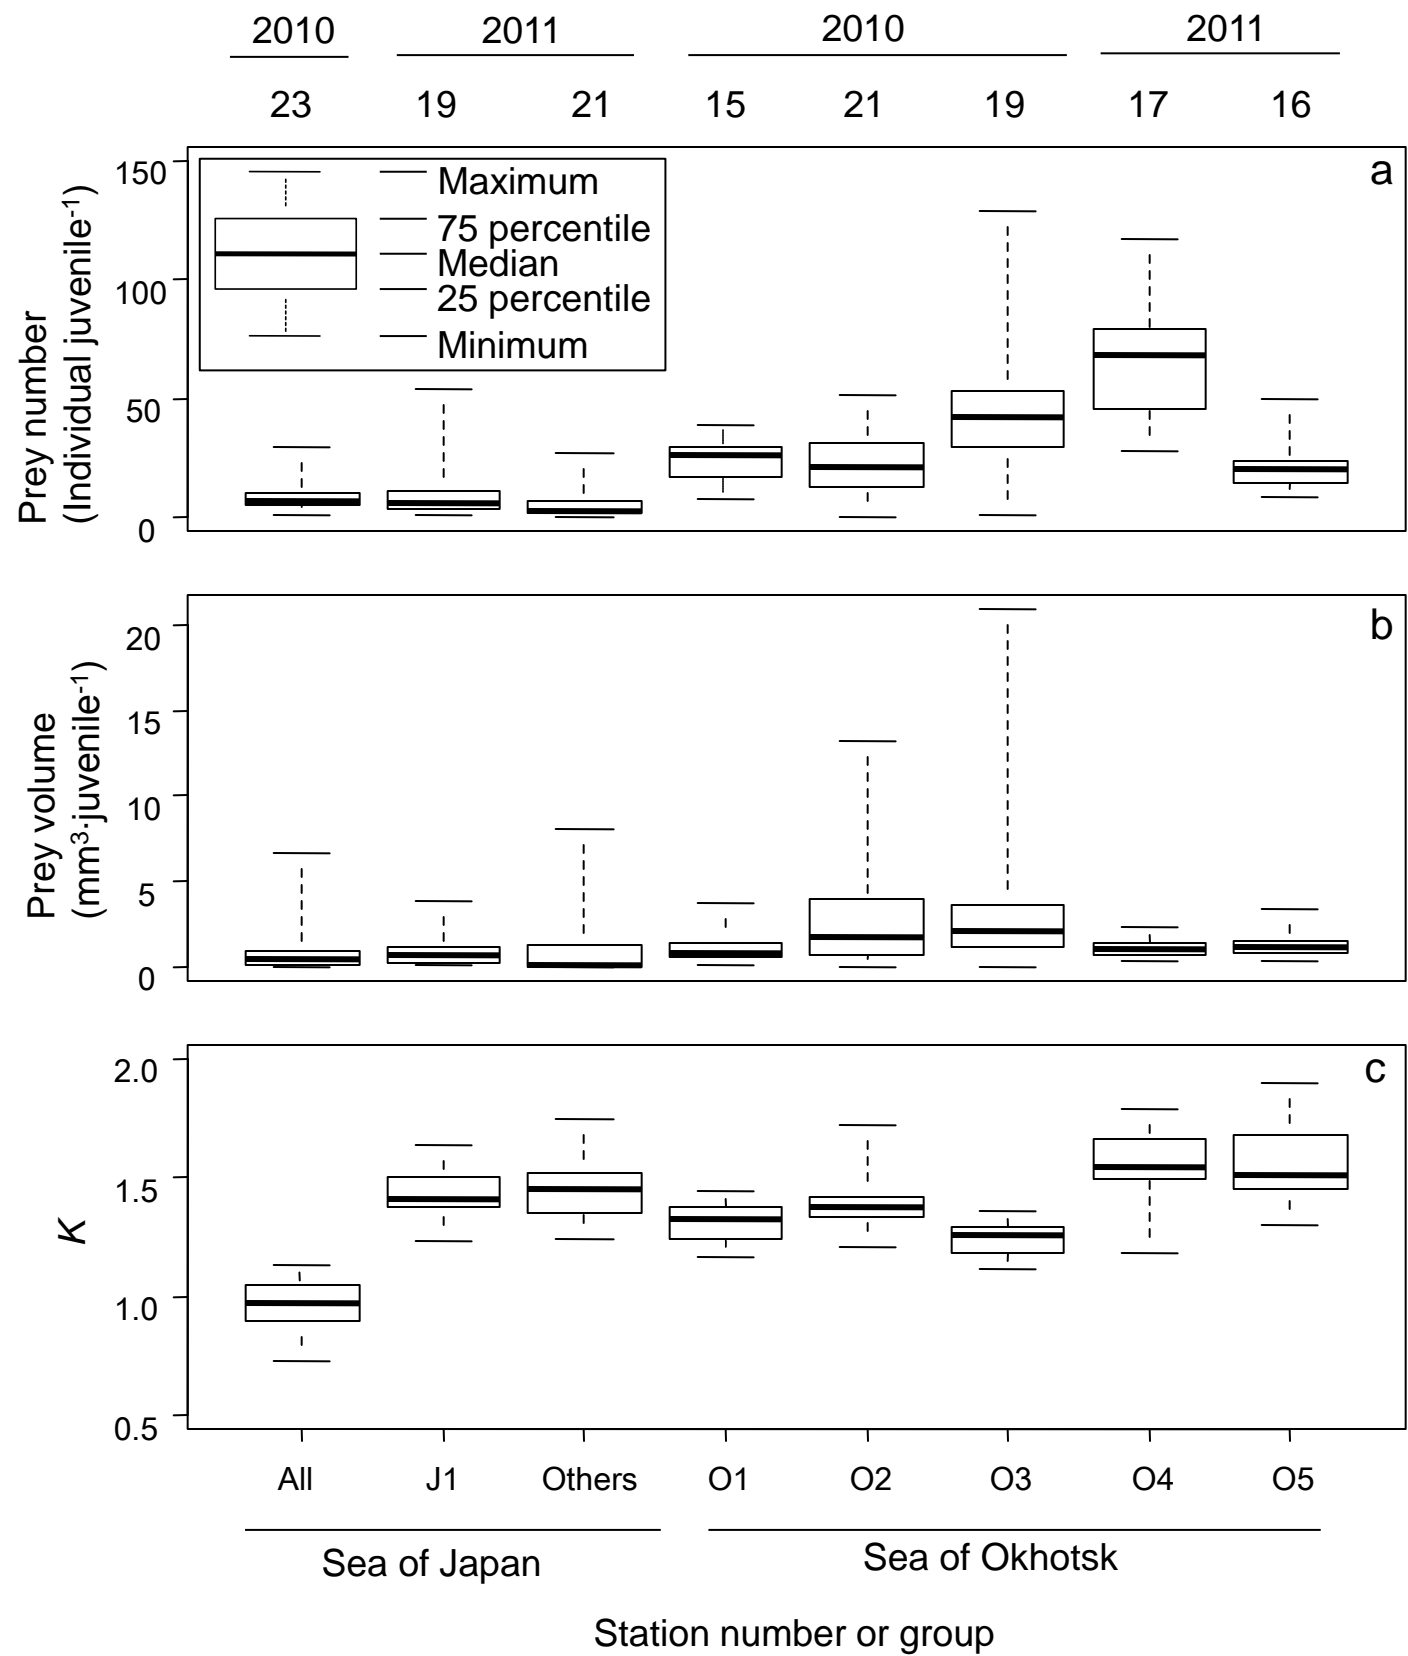 2010 2011 2010 2011
23 19 21 15 21 19 17 16
a
Prey number
(Individual juvenile-1)
150
100
50
0
Maximum
75 percentile
Median
25 percentile
Minimum
b
Prey volume
(mm3·juvenile-1)
20
15
10
5
0
c
K
2.0
1.5
1.0
0.5
All J1 Others O1 O2 O3 O4 O5
Sea of Japan Sea of Okhotsk
Station number or group